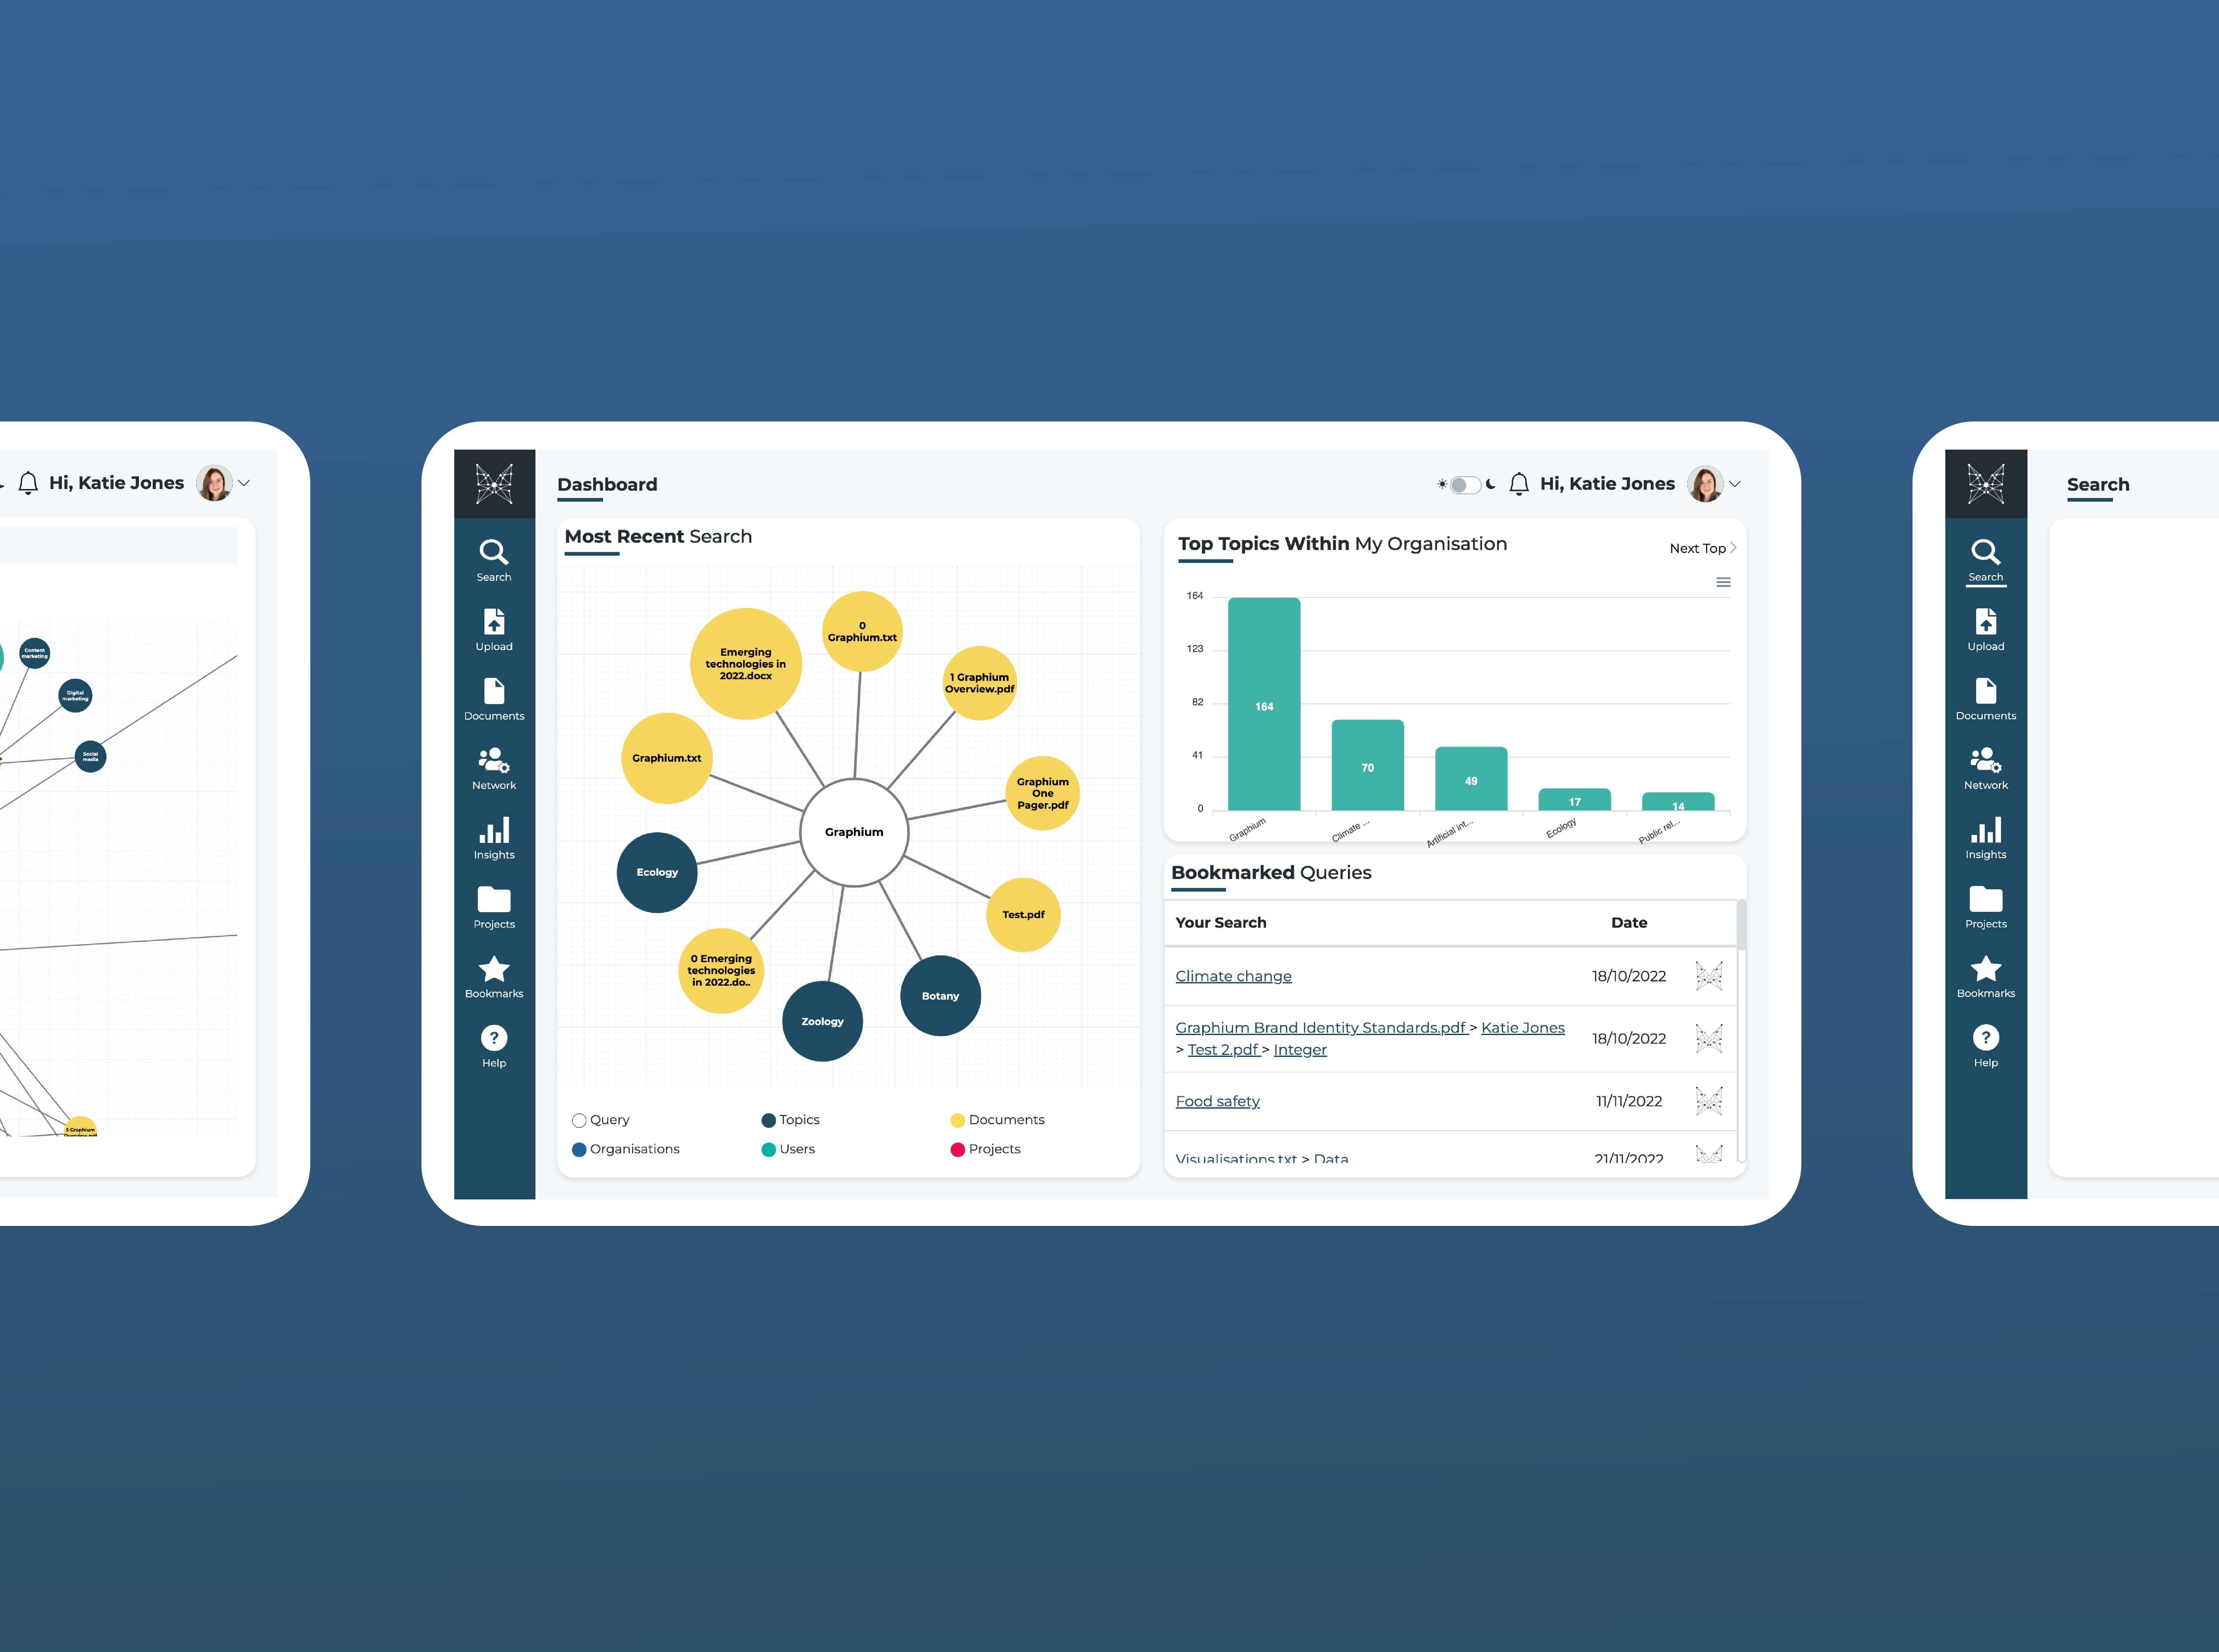 Hi, Katie Jones
Content
marketing
Digital
marketing
Social
media
5 Graphium
Overview.pdf
Dashboard
Hi, Katie Jones
Search
Upload
Documents
Network
Insights
Projects
Bookmarks
?
Help
Most Recent Search
0
Graphium.txt
Emerging
technologies in
2022.docx
1 Graphium
Overview.pdf
Graphium.txt
Graphium
One
Pager.pdf
Graphium
Ecology
Test.pdf
0 Emerging
technologies
in 2022.do..
Botany
Zoology
Query
Topics
Documents
Organisations
Users
Projects
Top Topics Within My Organisation
Next Top
164
123
82
41
0
164
70
49
17
14
Graphium
Climate ...
Artificial int...
Ecology
Public rel...
Bookmarked Queries
Your Search Date
Climate change 18/10/2022
Graphium Brand Identity Standards.pdf > Katie Jones
> Test 2.pdf > Integer 18/10/2022
Food safety 11/11/2022
Visualisations.txt > Data 21/11/2022
Search
Search
Upload
Documents
Network
Insights
Projects
Bookmarks
?
Help